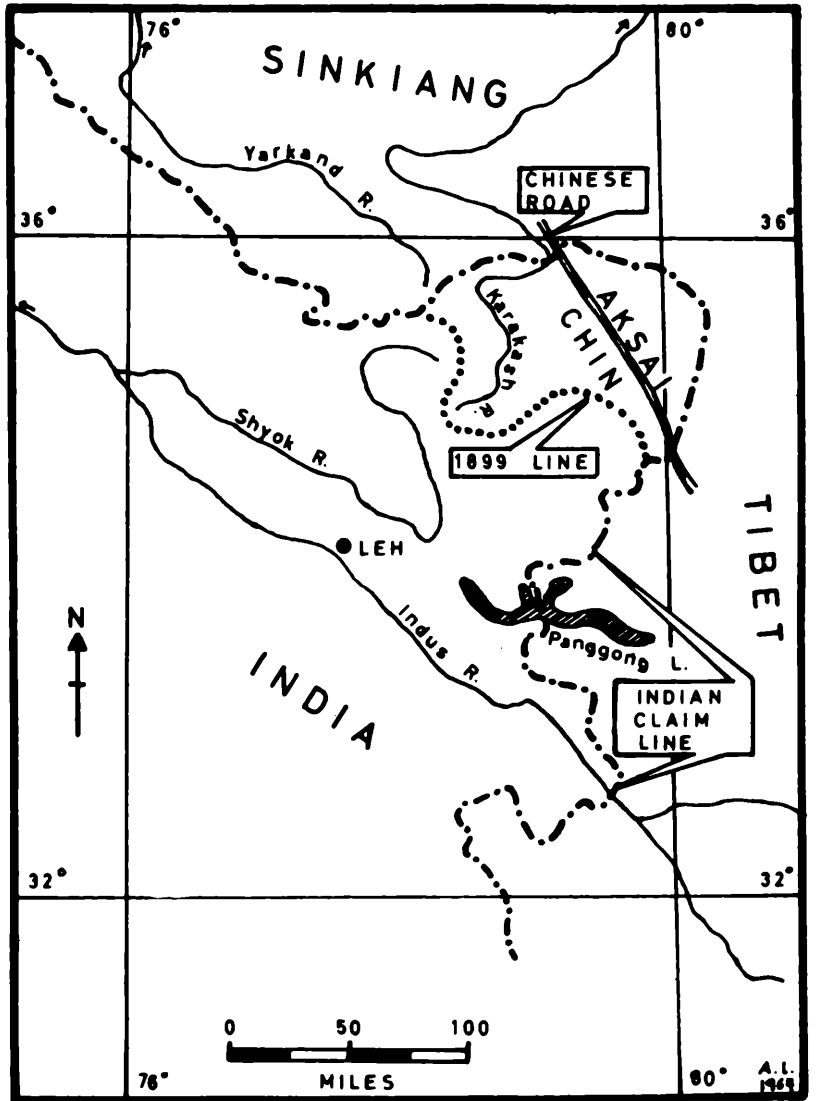 76°
80°
SINKIANG
Yarkand R.
CHINESE
ROAD
36°
36°
AKSAI
CHIN
Karakash R.
Shyok R.
1899 LINE
LEH
TIBET
N
Indus R.
Panggong L.
INDIA
INDIAN
CLAIM
LINE
32°
32°
0 50 100
MILES
76°
80°
A.L.